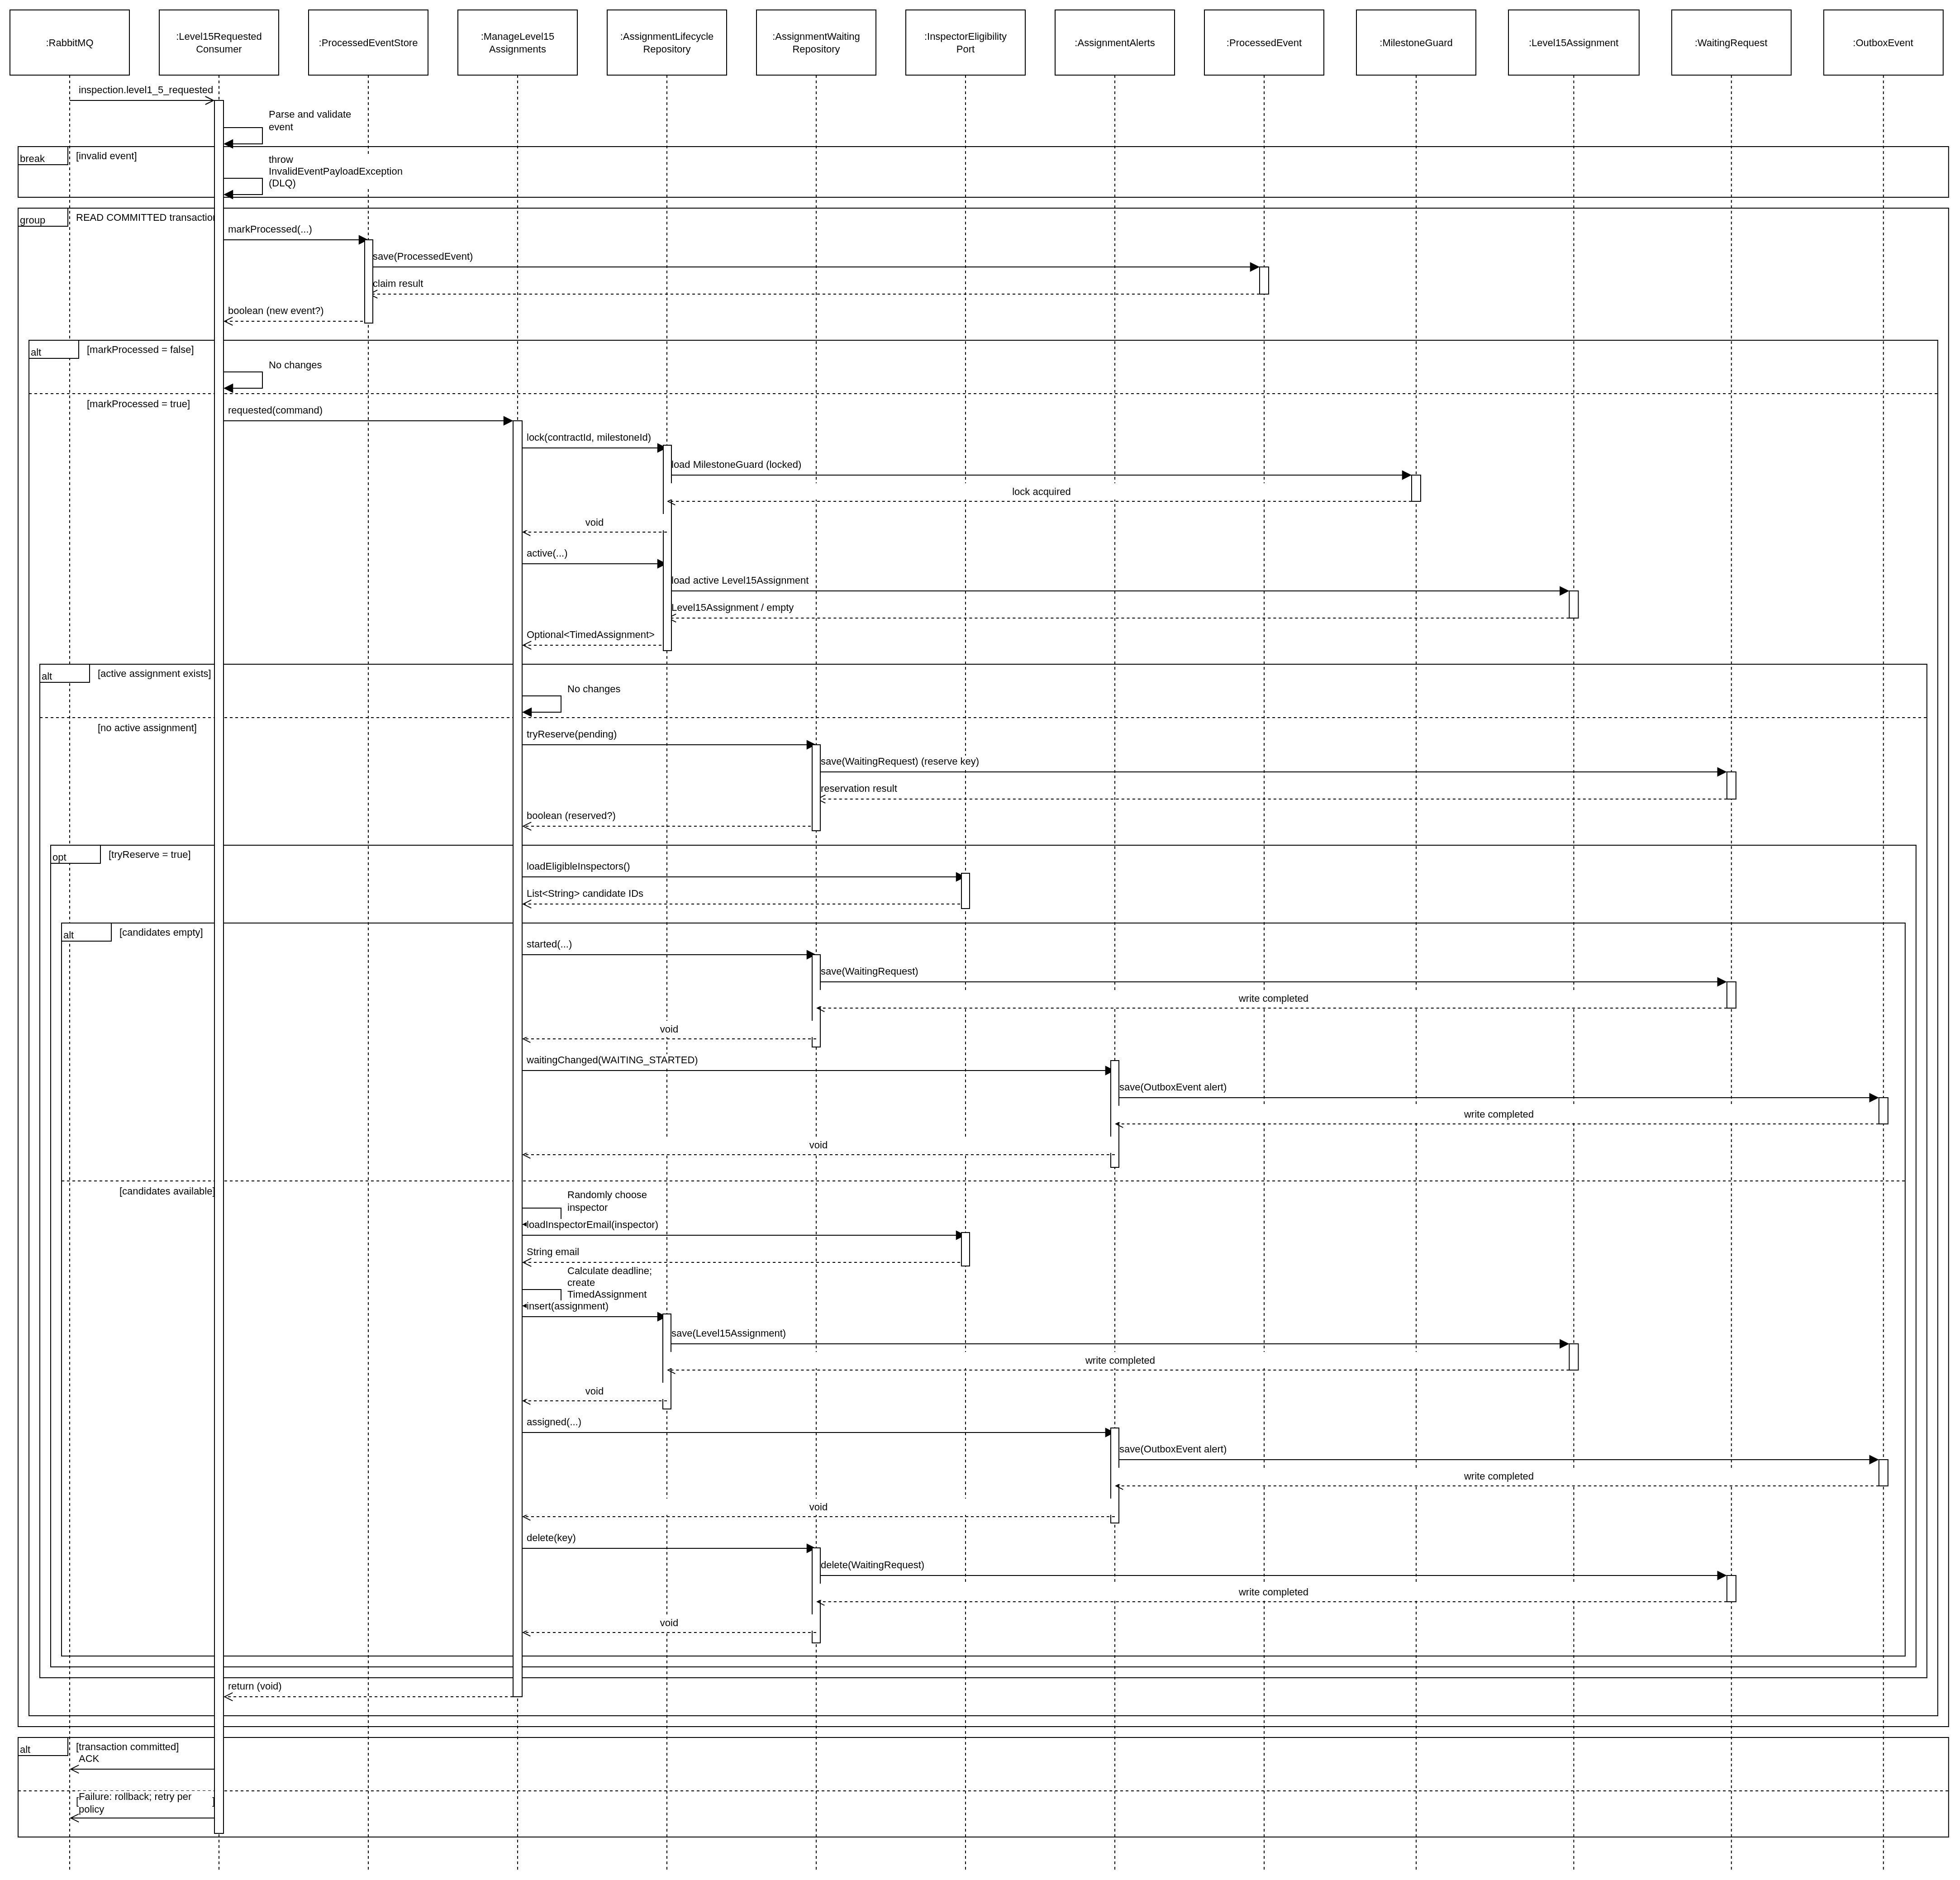 :RabbitMQ
:Level15Requested
Consumer
:ProcessedEventStore
:ManageLevel15
Assignments
:AssignmentLifecycle
Repository
:AssignmentWaiting
Repository
:InspectorEligibility
Port
:AssignmentAlerts
:ProcessedEvent
:MilestoneGuard
:Level15Assignment
:WaitingRequest
:OutboxEvent
inspection.level1_5_requested
Parse and validate
event
break
[invalid event]
throw
InvalidEventPayloadException
(DLQ)
group
READ COMMITTED transaction
markProcessed(...)
save(ProcessedEvent)
claim result
boolean (new event?)
alt
[markProcessed = false]
No changes
[markProcessed = true]
requested(command)
lock(contractId, milestoneId)
load MilestoneGuard (locked)
lock acquired
void
active(...)
load active Level15Assignment
Level15Assignment / empty
Optional<TimedAssignment>
alt
[active assignment exists]
No changes
[no active assignment]
tryReserve(pending)
save(WaitingRequest) (reserve key)
reservation result
boolean (reserved?)
opt
[tryReserve = true]
loadEligibleInspectors()
List<String> candidate IDs
alt
[candidates empty]
started(...)
save(WaitingRequest)
write completed
void
waitingChanged(WAITING_STARTED)
save(OutboxEvent alert)
write completed
void
[candidates available]
Randomly choose
inspector
loadInspectorEmail(inspector)
String email
Calculate deadline;
create
TimedAssignment
insert(assignment)
save(Level15Assignment)
write completed
void
assigned(...)
save(OutboxEvent alert)
write completed
void
delete(key)
delete(WaitingRequest)
write completed
void
return (void)
alt
[transaction committed]
ACK
[Failure: rollback; retry per ]
policy